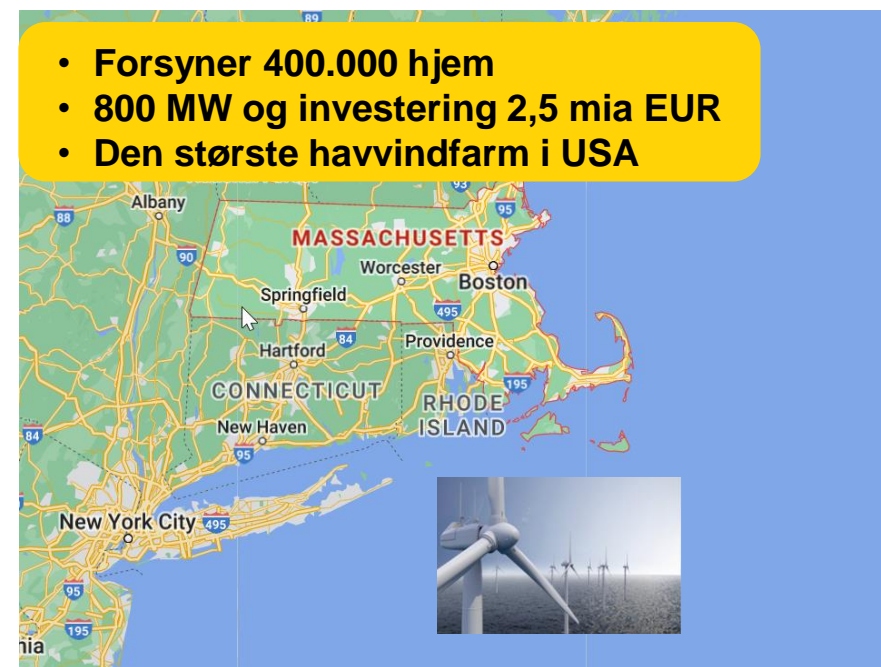 89
• Forsyner 400.000 hjem
• 800 MW og investering 2,5 mia EUR
• Den største havvindfarm i USA
93
Albany
88
95
MASSACHUSETTS
90
Worcester
Boston
Springfield
495
84
Providence
Hartford
195
CONNECTICUT
RHODE
ISLAND
New Haven
84
95
New York City
495
95
195
nia